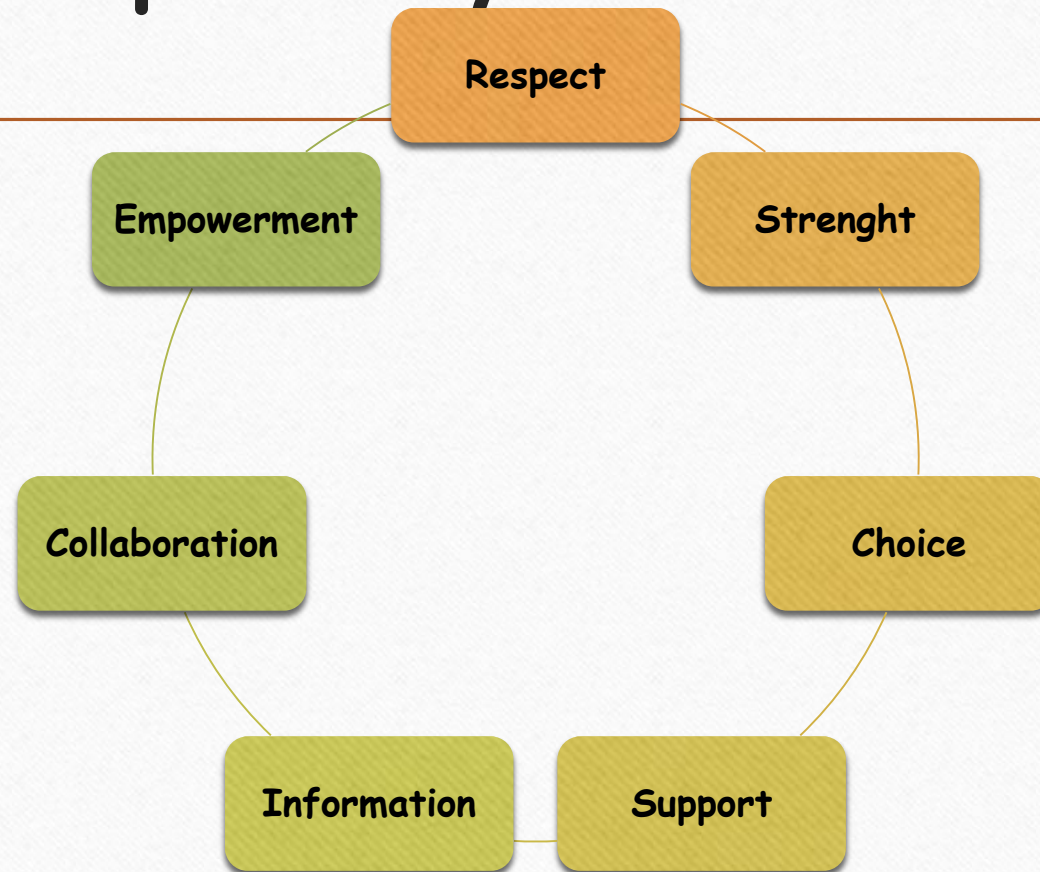 Respect
Empowerment
Strenght
Collaboration
Choice
Information
Support